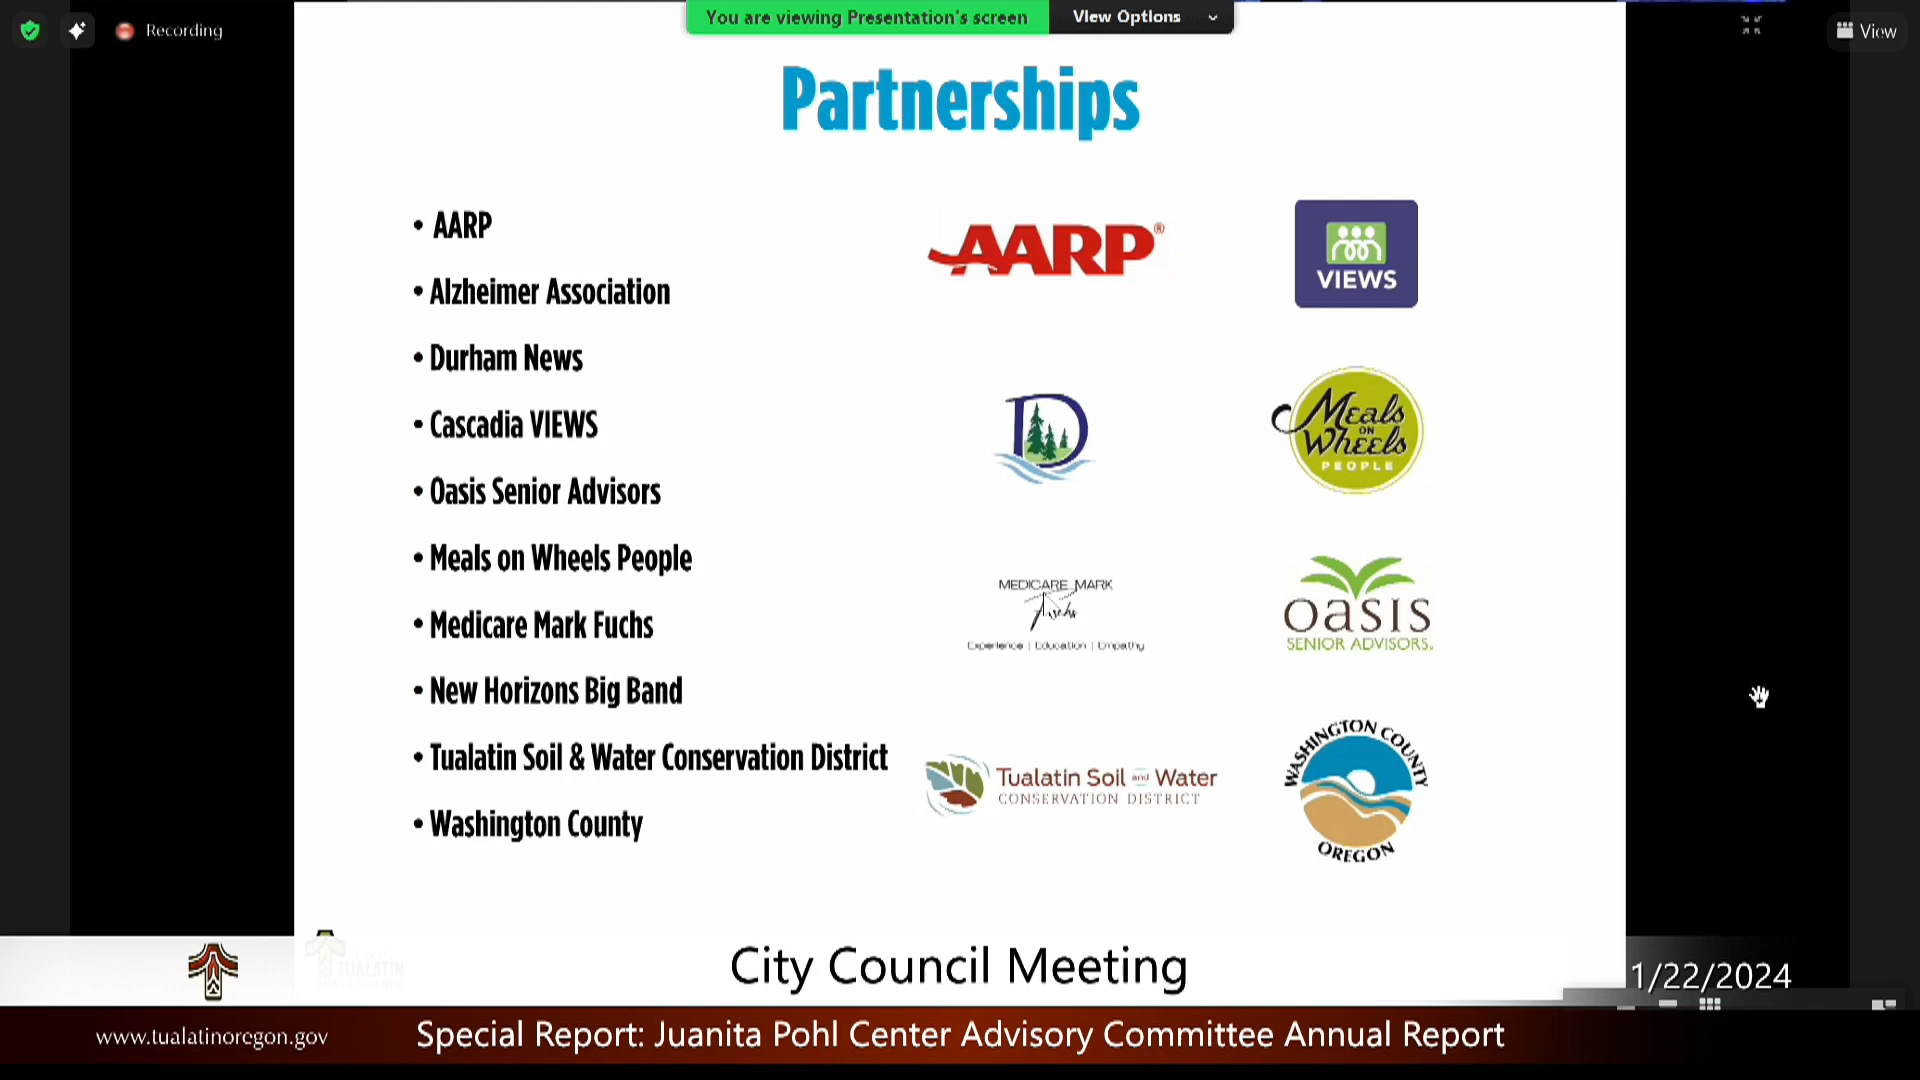 Recording
You are viewing Presentation's screen
View Options
View
Partnerships
• AARP
• Alzheimer Association
• Durham News
• Cascadia VIEWS
• Oasis Senior Advisors
• Meals on Wheels People
• Medicare Mark Fuchs
• New Horizons Big Band
• Tualatin Soil & Water Conservation District
• Washington County
AARP®
VIEWS
D
Meals
ON
Wheels
PEOPLE
MEDICARE MARK
Fuchs
Experience | Education | Empathy
oasis
SENIOR ADVISORS
Tualatin Soil and Water
CONSERVATION DISTRICT
WASHINGTON COUNTY
OREGON
TUALATIN
City Council Meeting
1/22/2024
www.tualatinoregon.gov
Special Report: Juanita Pohl Center Advisory Committee Annual Report